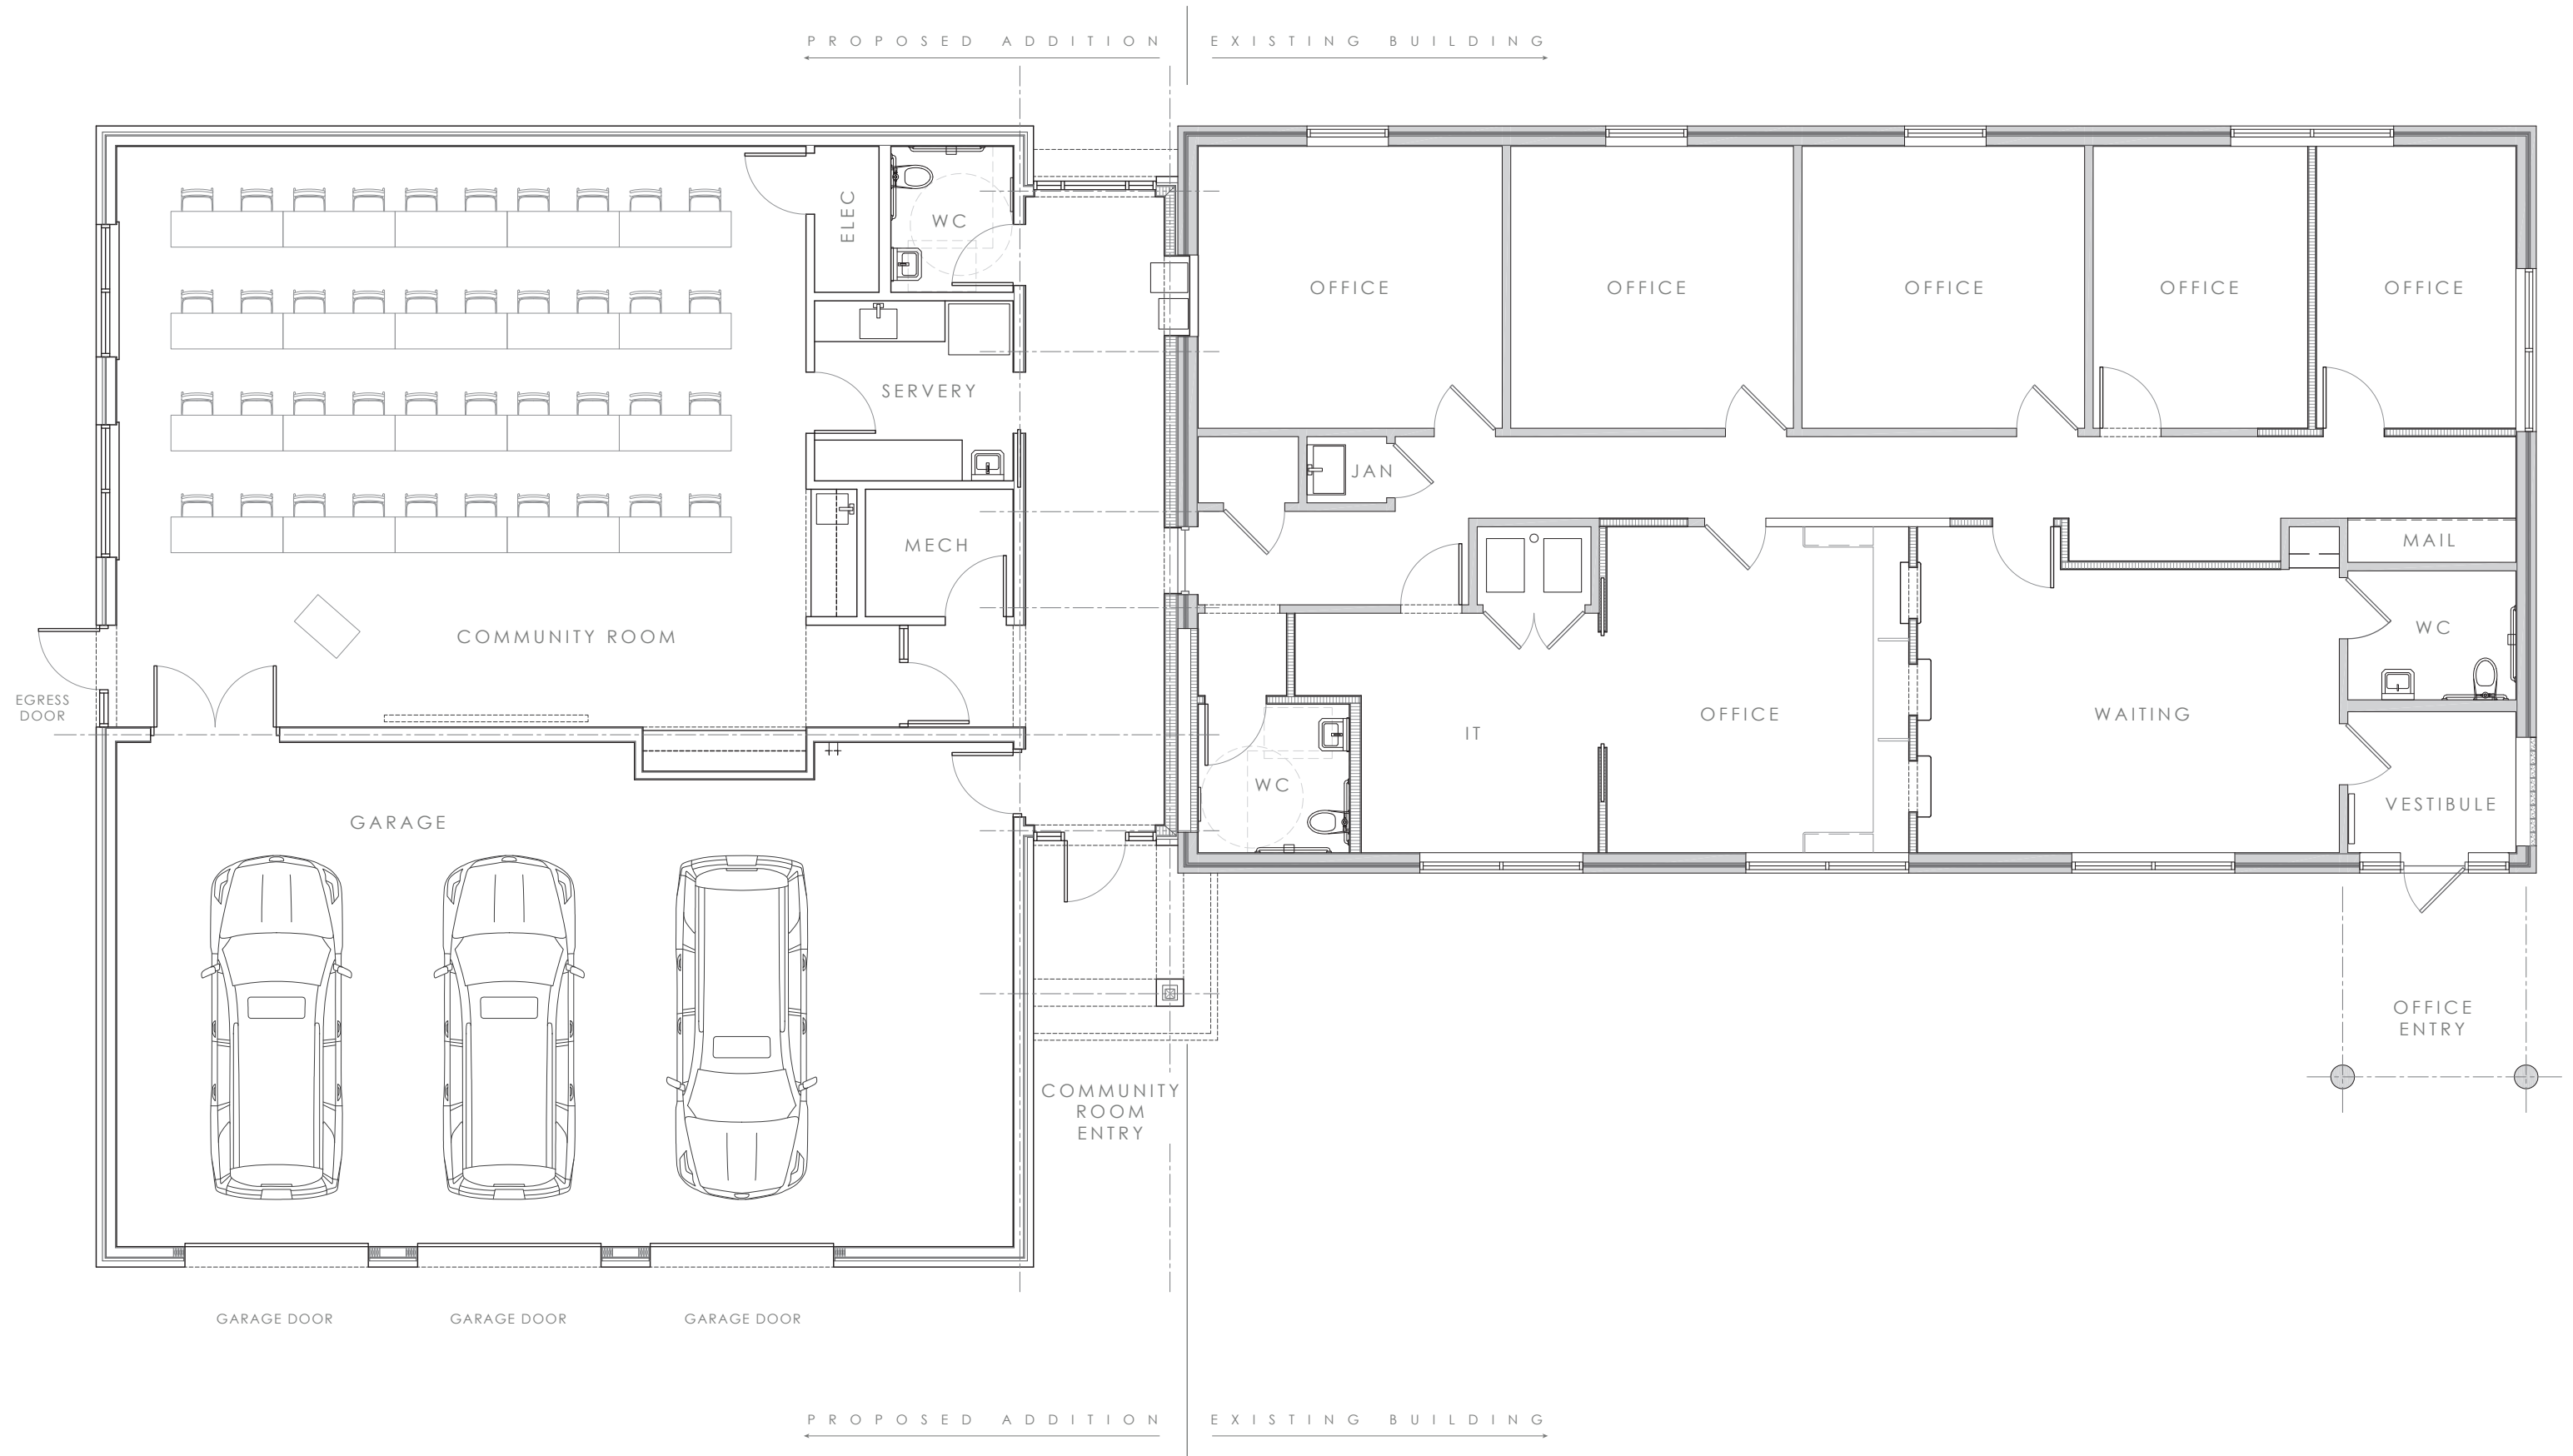 PROPOSED ADDITION
EXISTING BUILDING
ELEC
WC
OFFICE
OFFICE
OFFICE
OFFICE
OFFICE
SERVERY
JAN
MECH
MAIL
COMMUNITY ROOM
WC
EGRESS
DOOR
IT
OFFICE
WAITING
WC
VESTIBULE
GARAGE
OFFICE
ENTRY
COMMUNITY
ROOM
ENTRY
GARAGE DOOR
GARAGE DOOR
GARAGE DOOR
PROPOSED ADDITION
EXISTING BUILDING